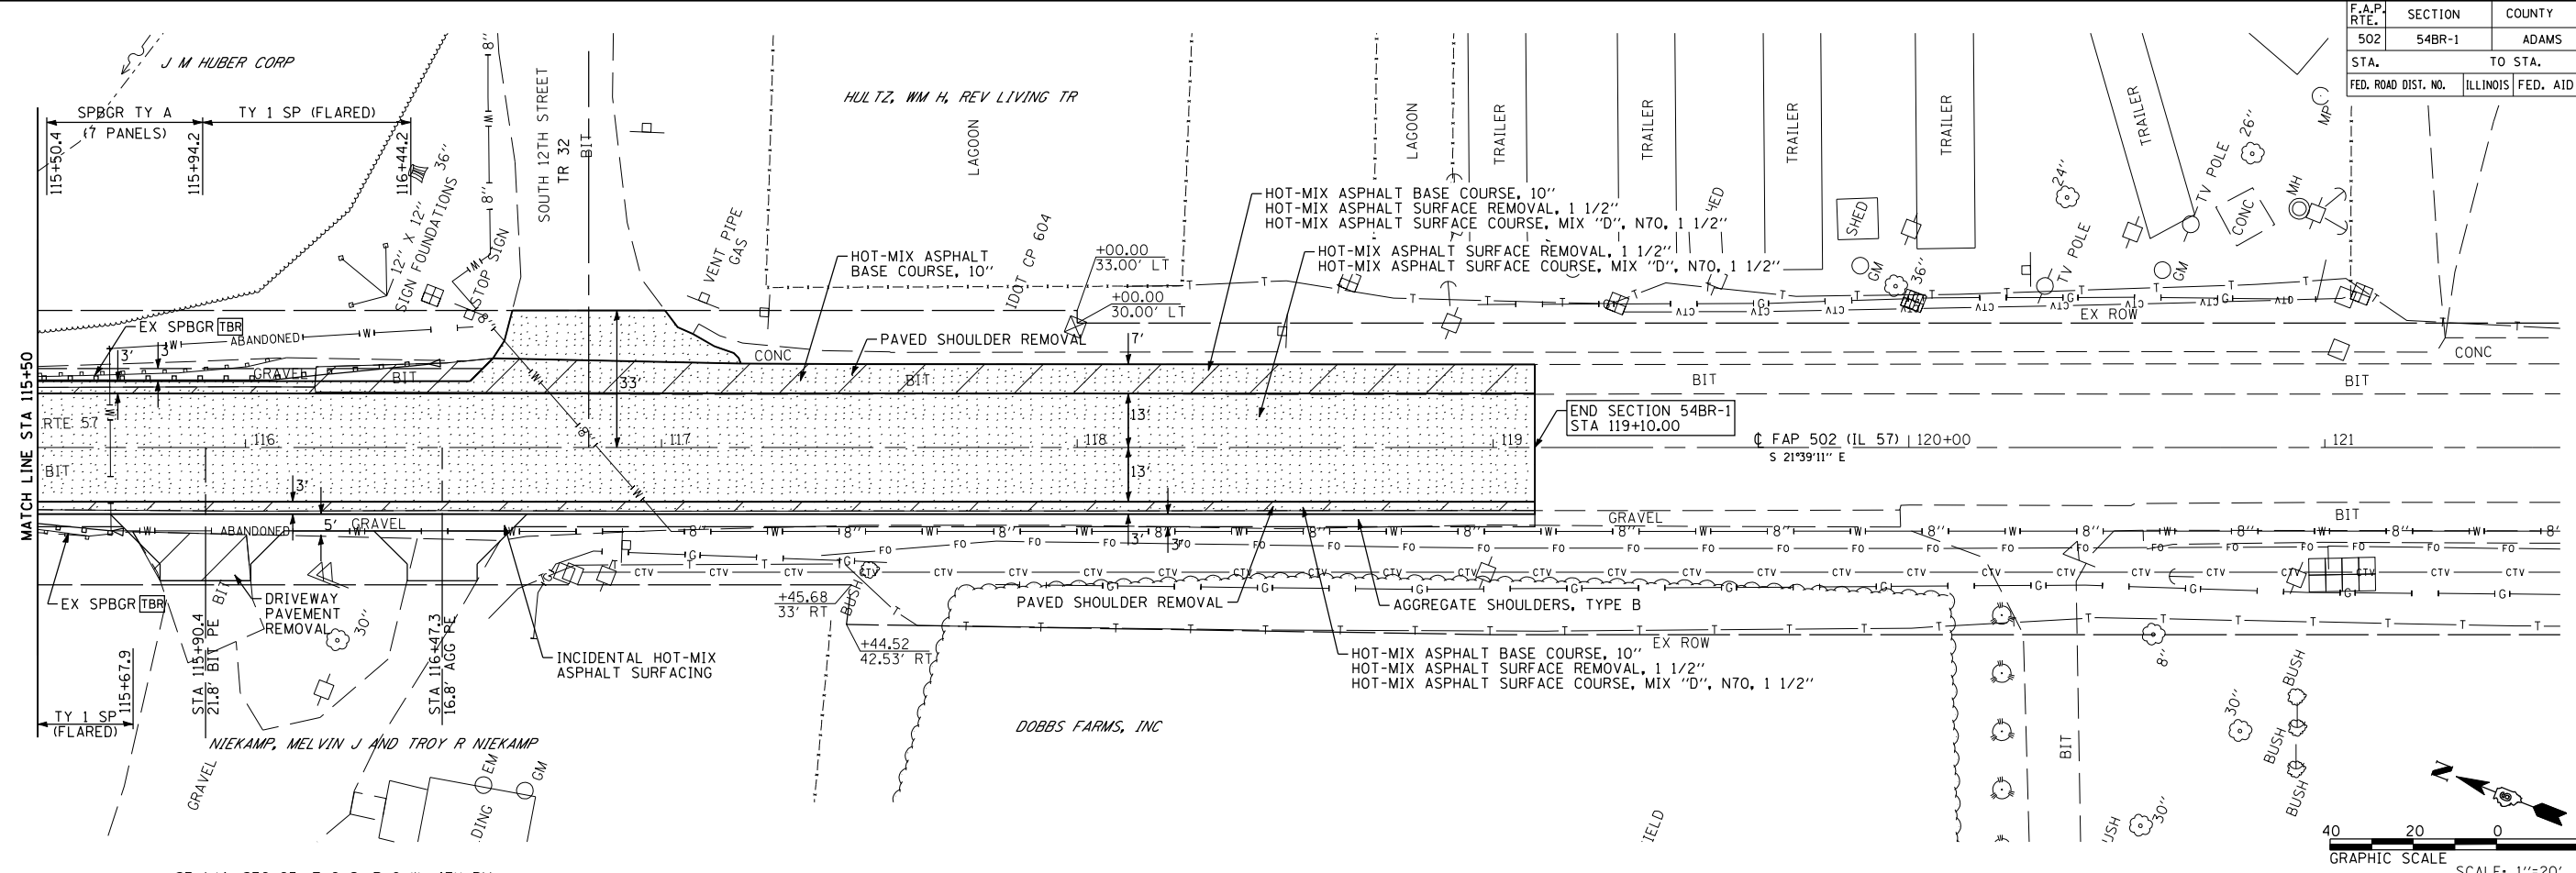 F.A.P. RTE. SECTION COUNTY
502 54BR-1 ADAMS
STA. TO STA.
FED. ROAD DIST. NO. ILLINOIS FED. AID
J M HUBER CORP
SPBGR TY A
(7 PANELS)
TY 1 SP (FLARED)
115+50.4
115+94.2
116+44.2
36"
12" X 12"
SIGN FOUNDATIONS
STOP SIGN
8"
W
8"
W
8"
SOUTH 12TH STREET
TR 32
BIT
HULTZ, WM H, REV LIVING TR
LAGOON
LAGOON
TRAILER
TRAILER
TRAILER
TRAILER
TRAILER
SHED
TV POLE
TV POLE
24"
26"
36"
MP
MH
CONC
GM
GM
VENT PIPE
GAS
IDOT CP 604
+00.00
33.00' LT
+00.00
30.00' LT
HOT-MIX ASPHALT BASE COURSE, 10"
HOT-MIX ASPHALT SURFACE REMOVAL, 1 1/2"
HOT-MIX ASPHALT SURFACE COURSE, MIX "D", N70, 1 1/2"
HOT-MIX ASPHALT SURFACE REMOVAL, 1 1/2"
HOT-MIX ASPHALT SURFACE COURSE, MIX "D", N70, 1 1/2"
HOT-MIX ASPHALT
BASE COURSE, 10"
PAVED SHOULDER REMOVAL
EX SPBGR TBR
ABANDONED
3'
3'
GRAVEL
BIT
CONC
7'
BIT
BIT
BIT
CONC
EX ROW
MATCH LINE STA 115+50
RTE 57
BIT
33'
13'
13'
116
117
118
119
END SECTION 54BR-1
STA 119+10.00
℄ FAP 502 (IL 57)
S 21°39'11" E
120+00
121
3'
5'
GRAVEL
ABANDONED
3'
3'
GRAVEL
BIT
EX SPBGR TBR
BIT
DRIVEWAY
PAVEMENT
REMOVAL
30"
+45.68
33' RT
BUSH
+44.52
42.53' RT
PAVED SHOULDER REMOVAL
AGGREGATE SHOULDERS, TYPE B
EX ROW
HOT-MIX ASPHALT BASE COURSE, 10"
HOT-MIX ASPHALT SURFACE REMOVAL, 1 1/2"
HOT-MIX ASPHALT SURFACE COURSE, MIX "D", N70, 1 1/2"
INCIDENTAL HOT-MIX
ASPHALT SURFACING
115+67.9
STA 115+90.4
21.8' BIT PE
STA 116+47.3
16.8' AGG PE
TY 1 SP
(FLARED)
NIEKAMP, MELVIN J AND TROY R NIEKAMP
DOBBS FARMS, INC
GRAVEL
EM
GM
BIT
8"
30"
30"
BUSH
BUSH
BUSH
N
40 20 0
GRAPHIC SCALE
SCALE: 1"=20'